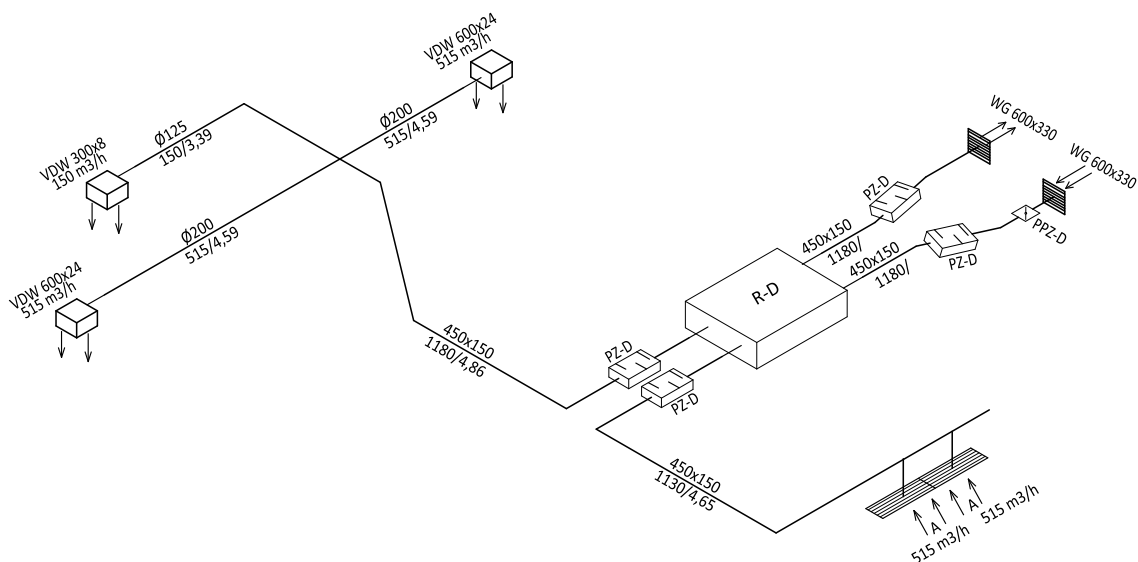 VDW 600x24
515 m3/h
Ø200
515/4,59
Ø125
150/3,39
VDW 300x8
150 m3/h
Ø200
515/4,59
VDW 600x24
515 m3/h
WG 600x330
WG 600x330
PZ-D
PPZ-D
450x150
1180/
450x150
1180/
PZ-D
R-D
450x150
1180/4,86
PZ-D
PZ-D
450x150
1130/4,65
A
A
515 m3/h
515 m3/h